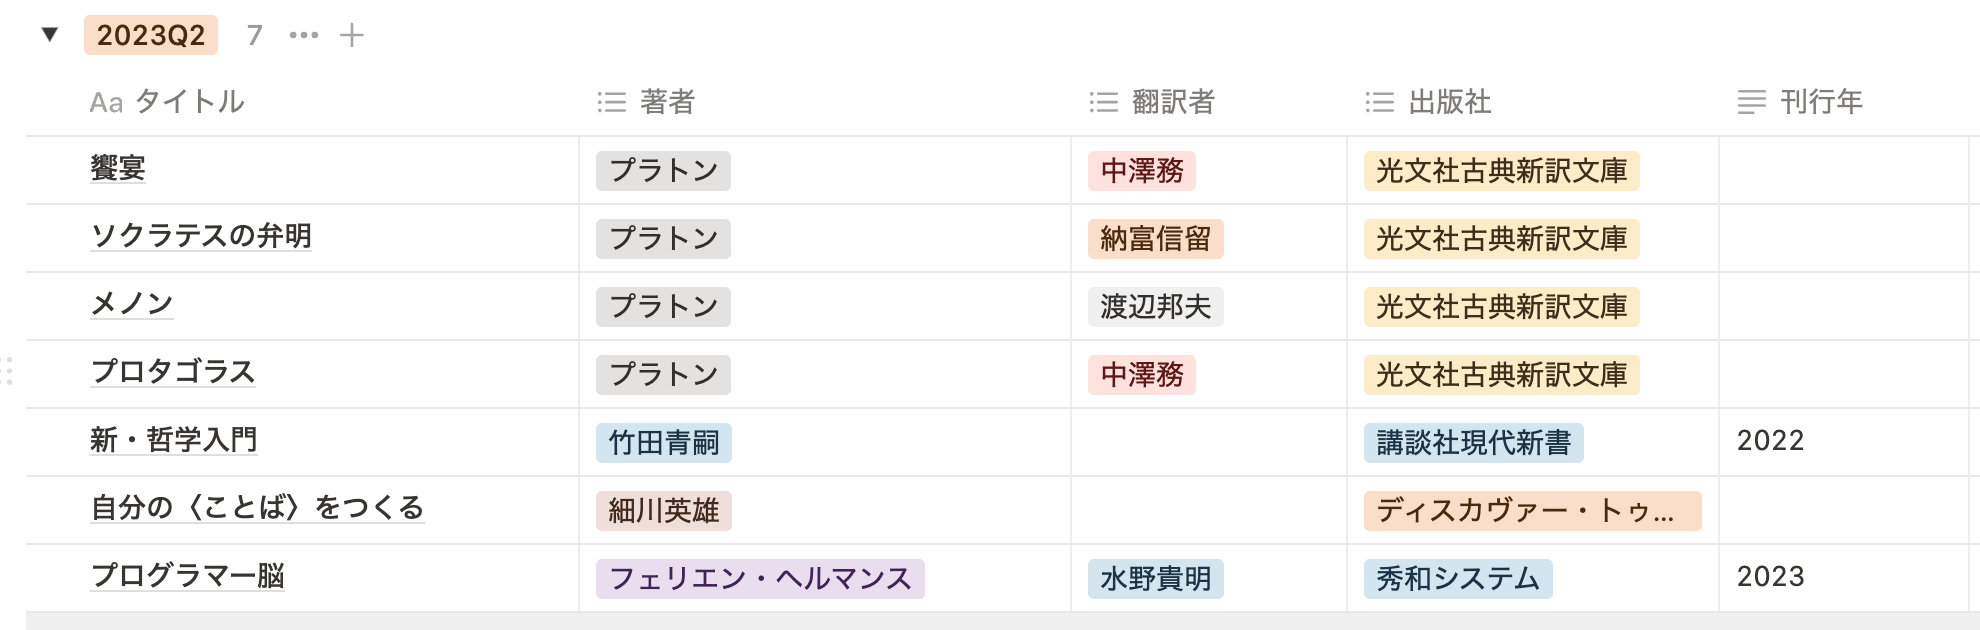 2023Q2 7
Aa タイトル 著者 翻訳者 出版社 刊行年
饗宴 プラトン 中澤務 光文社古典新訳文庫
ソクラテスの弁明 プラトン 納富信留 光文社古典新訳文庫
メノン プラトン 渡辺邦夫 光文社古典新訳文庫
プロタゴラス プラトン 中澤務 光文社古典新訳文庫
新・哲学入門 竹田青嗣 講談社現代新書 2022
自分の〈ことば〉をつくる 細川英雄 ディスカヴァー・トゥ...
プログラマー脳 フェリエン・ヘルマンス 水野貴明 秀和システム 2023